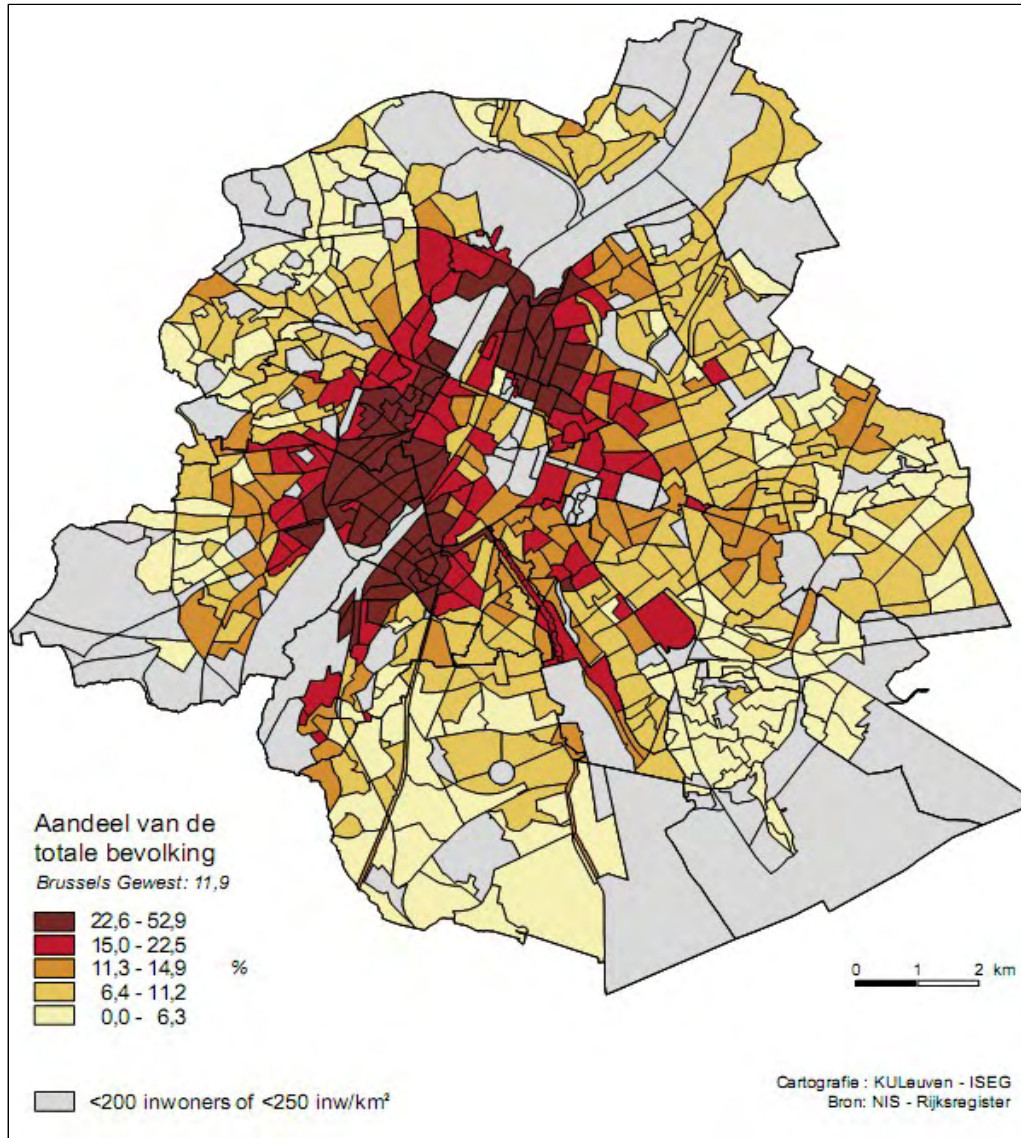 Aandeel van de
totale bevolking
Brussels Gewest: 11,9
22,6 - 52,9
15,0 - 22,5
11,3 - 14,9 %
6,4 - 11,2
0,0 - 6,3
<200 inwoners of <250 inw/km²
0 1 2 km
Cartografie : KULeuven - ISEG
Bron: NIS - Rijksregister